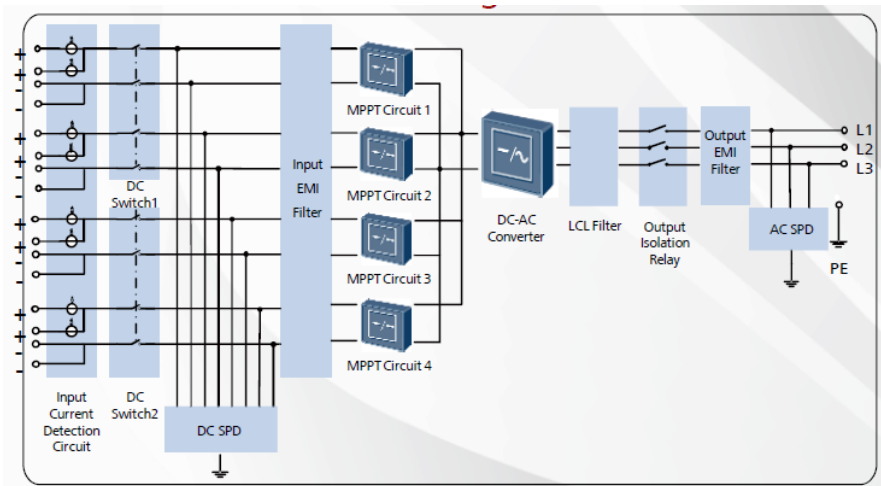 +
+
-
-
+
+
-
-
+
+
-
-
+
+
-
-
DC
Switch1
Input
Current
Detection
Circuit
DC
Switch2
DC SPD
Input
EMI
Filter
MPPT Circuit 1
MPPT Circuit 2
MPPT Circuit 3
MPPT Circuit 4
DC-AC
Converter
LCL Filter
Output
Isolation
Relay
Output
EMI
Filter
L1
L2
L3
AC SPD
PE